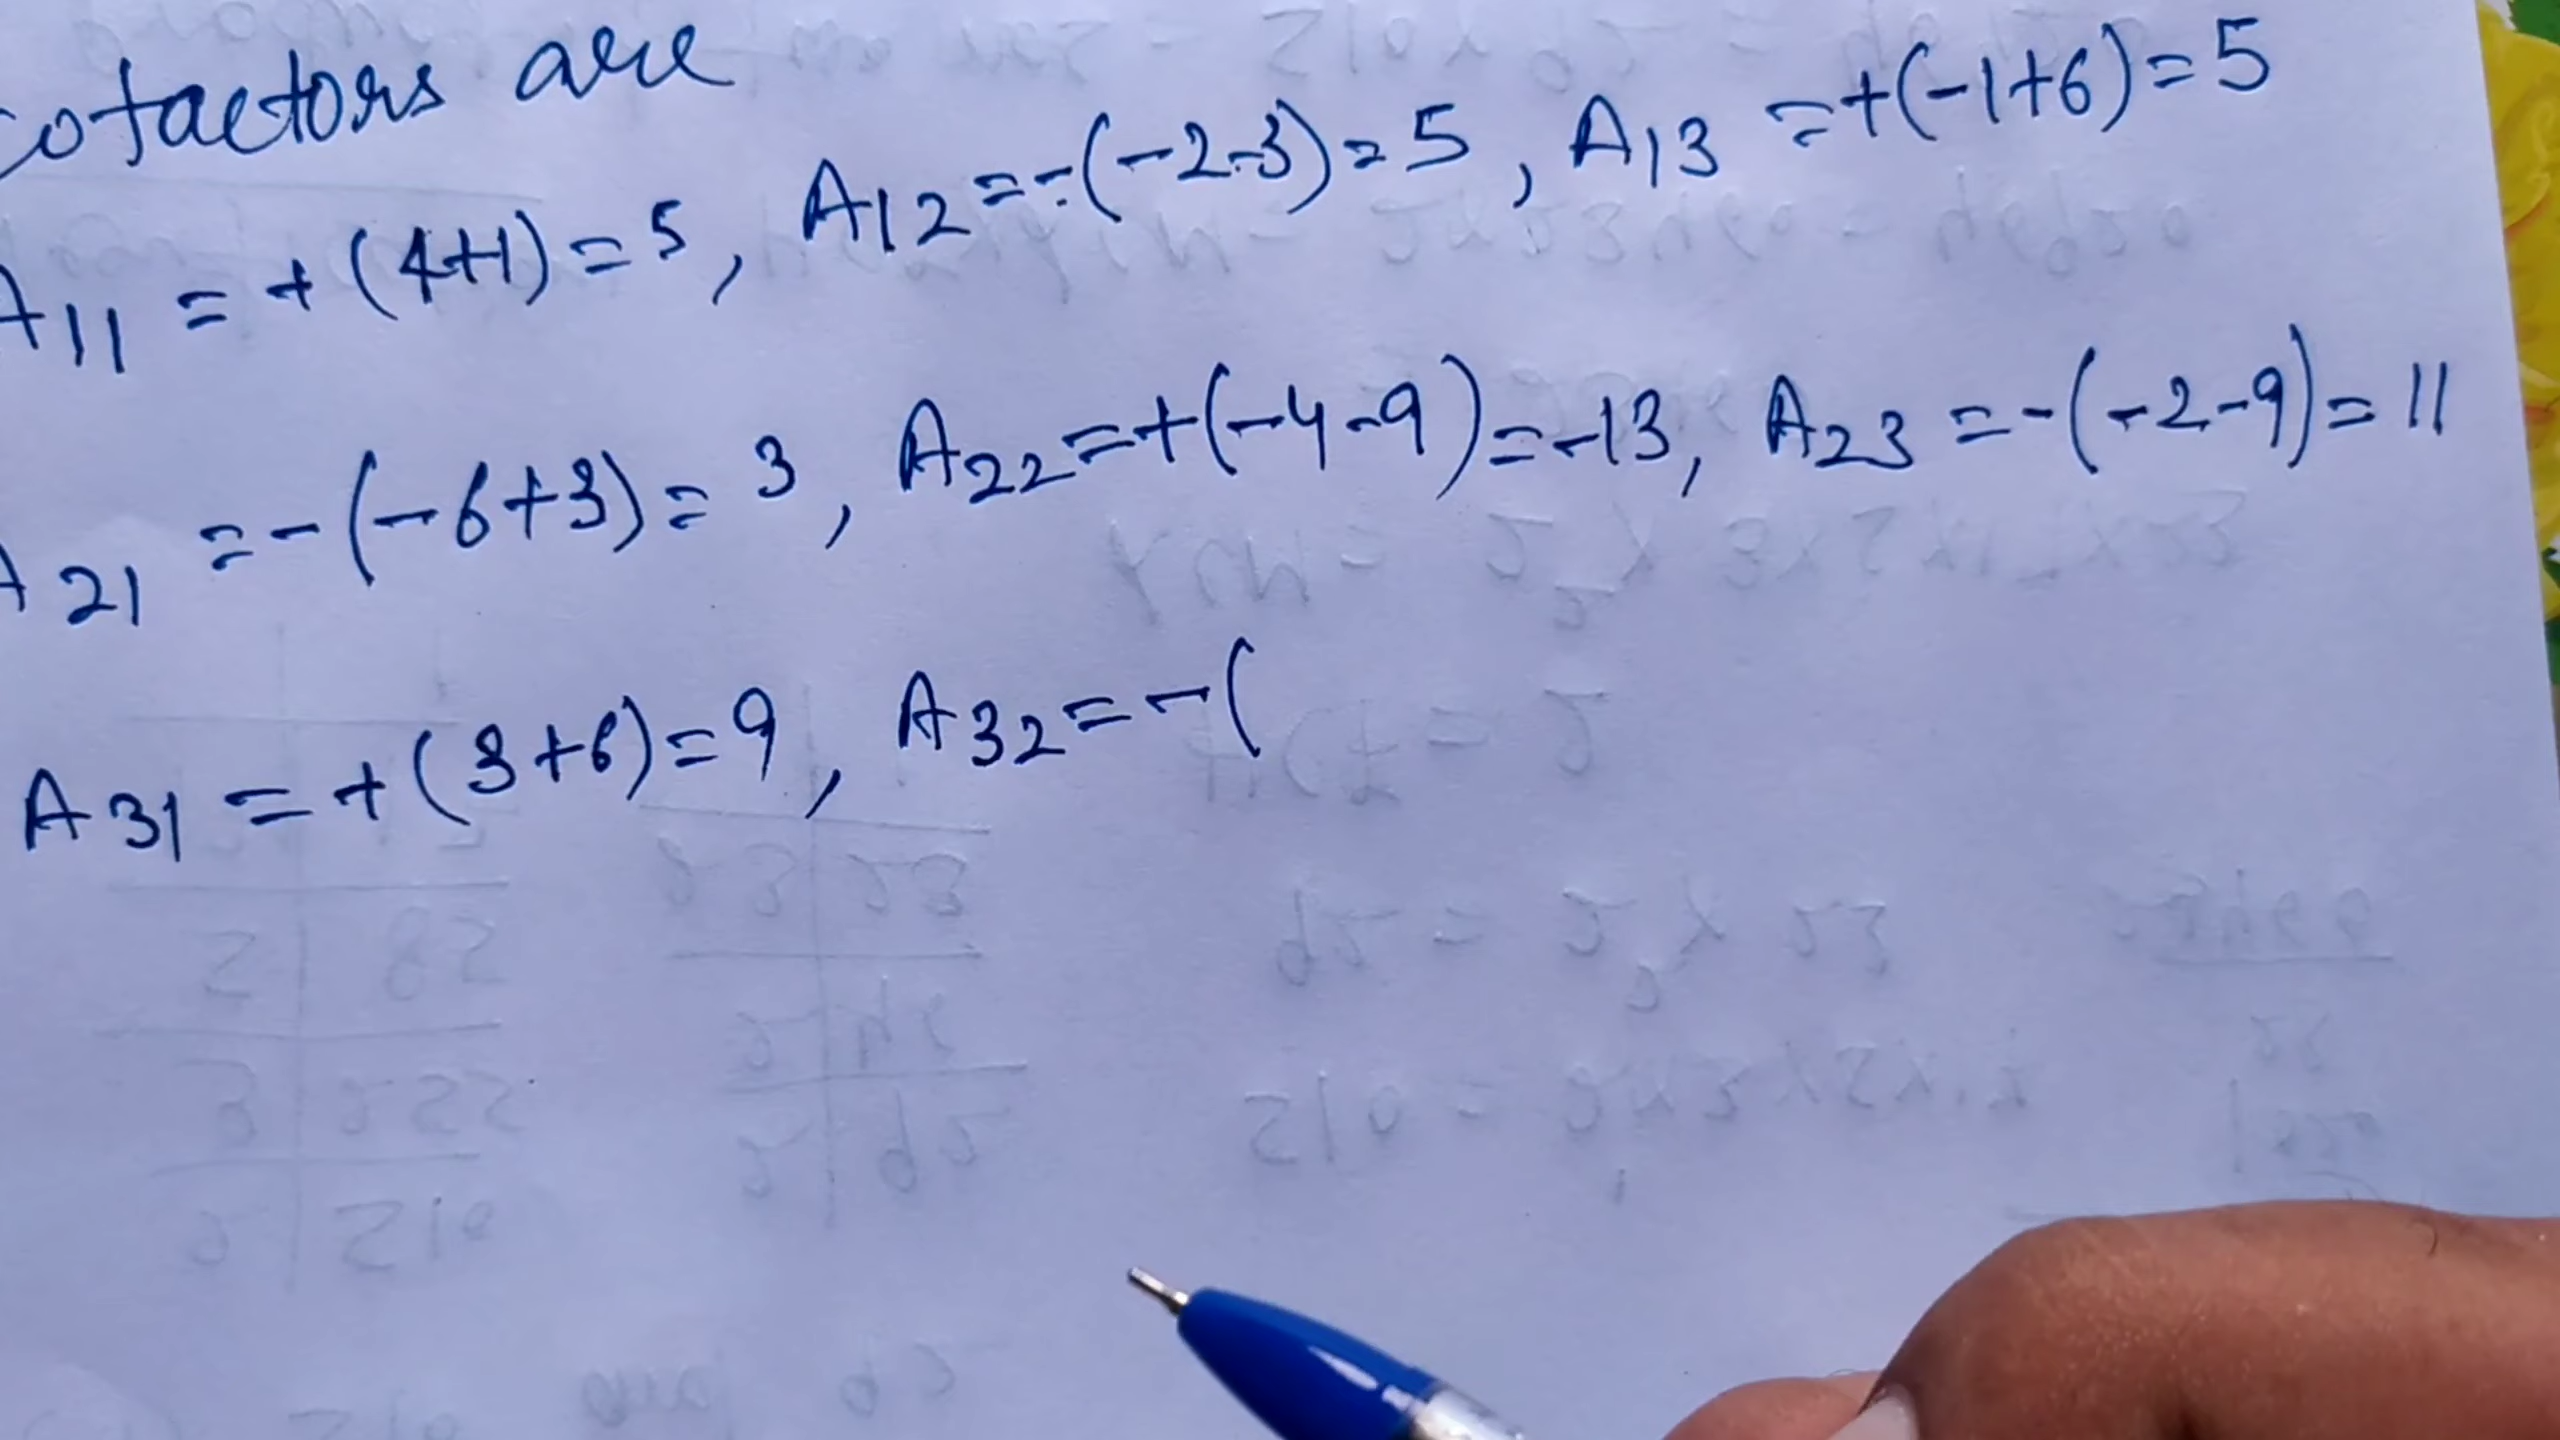 cofactors are
A11 = +(4+1) = 5, A12 = -(-2-3) = 5, A13 = +(-1+6) = 5
A21 = -(-6+3) = 3, A22 = +(-4-9) = -13, A23 = -(-2-9) = 11
A31 = +(3+6) = 9, A32 = -(